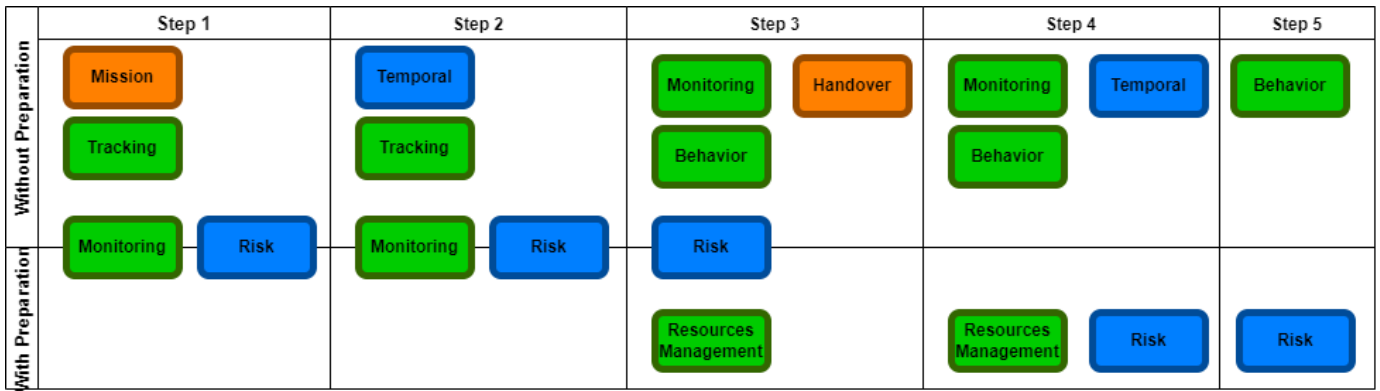 Step 1
Step 2
Step 3
Step 4
Step 5
Without Preparation
Mission
Temporal
Monitoring
Handover
Monitoring
Temporal
Behavior
Tracking
Tracking
Behavior
Behavior
Monitoring
Risk
Monitoring
Risk
Risk
With Preparation
Resources
Management
Resources
Management
Risk
Risk